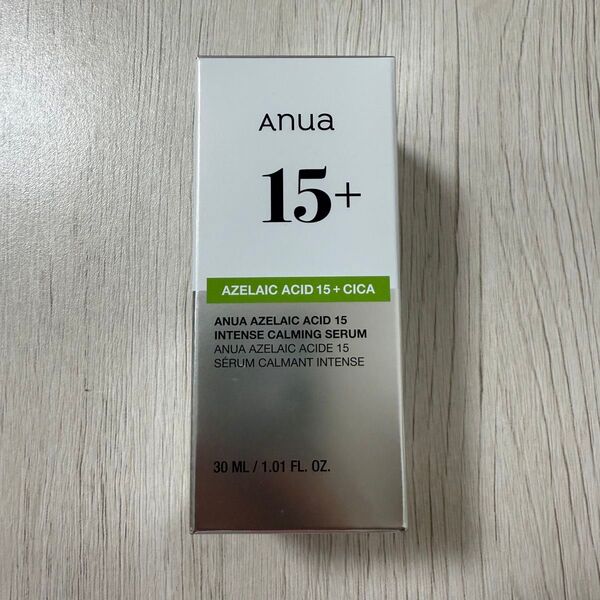 Anua
15+
AZELAIC ACID 15 + CICA
ANUA AZELAIC ACID 15
INTENSE CALMING SERUM
ANUA AZELAIC ACIDE 15
SÉRUM CALMANT INTENSE
30 ML / 1.01 FL. OZ.